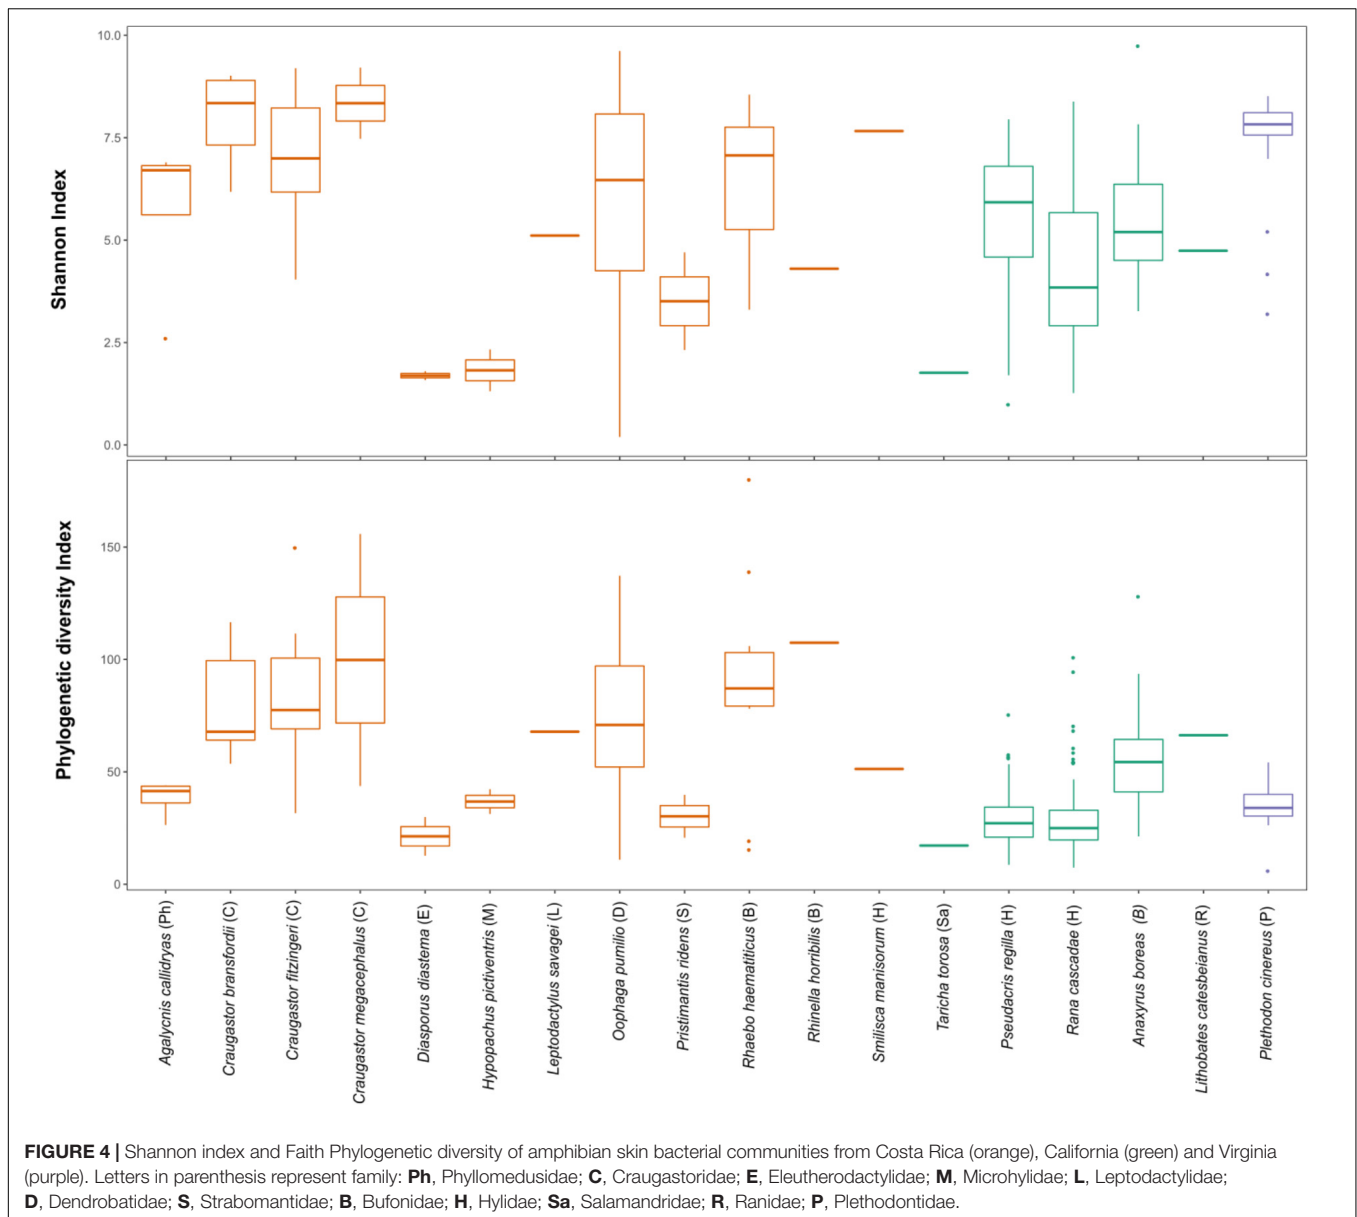 Shannon Index
10.0
7.5
5.0
2.5
0.0
Phylogenetic diversity Index
150
100
50
0
Agalycnis callidryas (Ph)
Craugastor bransfordii (C)
Craugastor fitzingeri (C)
Craugastor megacephalus (C)
Diasporus diastema (E)
Hypopachus pictiventris (M)
Leptodactylus savagei (L)
Oophaga pumilio (D)
Pristimantis ridens (S)
Rhaebo haematiticus (B)
Rhinella horribilis (B)
Smilisca manisorum (H)
Taricha torosa (Sa)
Pseudacris regilla (H)
Rana cascadae (H)
Anaxyrus boreas (B)
Lithobates catesbeianus (R)
Plethodon cinereus (P)
FIGURE 4 | Shannon index and Faith Phylogenetic diversity of amphibian skin bacterial communities from Costa Rica (orange), California (green) and Virginia
(purple). Letters in parenthesis represent family: Ph, Phyllomedusidae; C, Craugastoridae; E, Eleutherodactylidae; M, Microhylidae; L, Leptodactylidae;
D, Dendrobatidae; S, Strabomantidae; B, Bufonidae; H, Hylidae; Sa, Salamandridae; R, Ranidae; P, Plethodontidae.